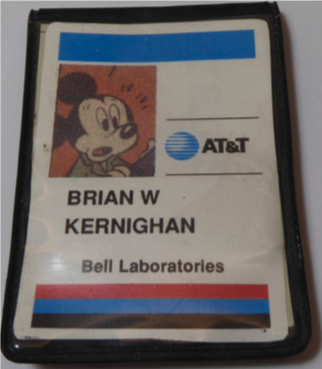 AT&T
BRIAN W
KERNIGHAN
Bell Laboratories